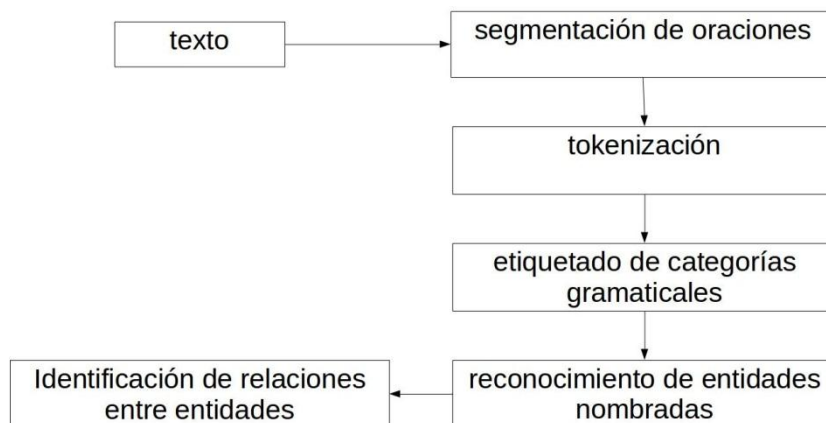 texto
segmentación de oraciones
tokenización
etiquetado de categorías
gramaticales
reconocimiento de entidades
nombradas
Identificación de relaciones
entre entidades